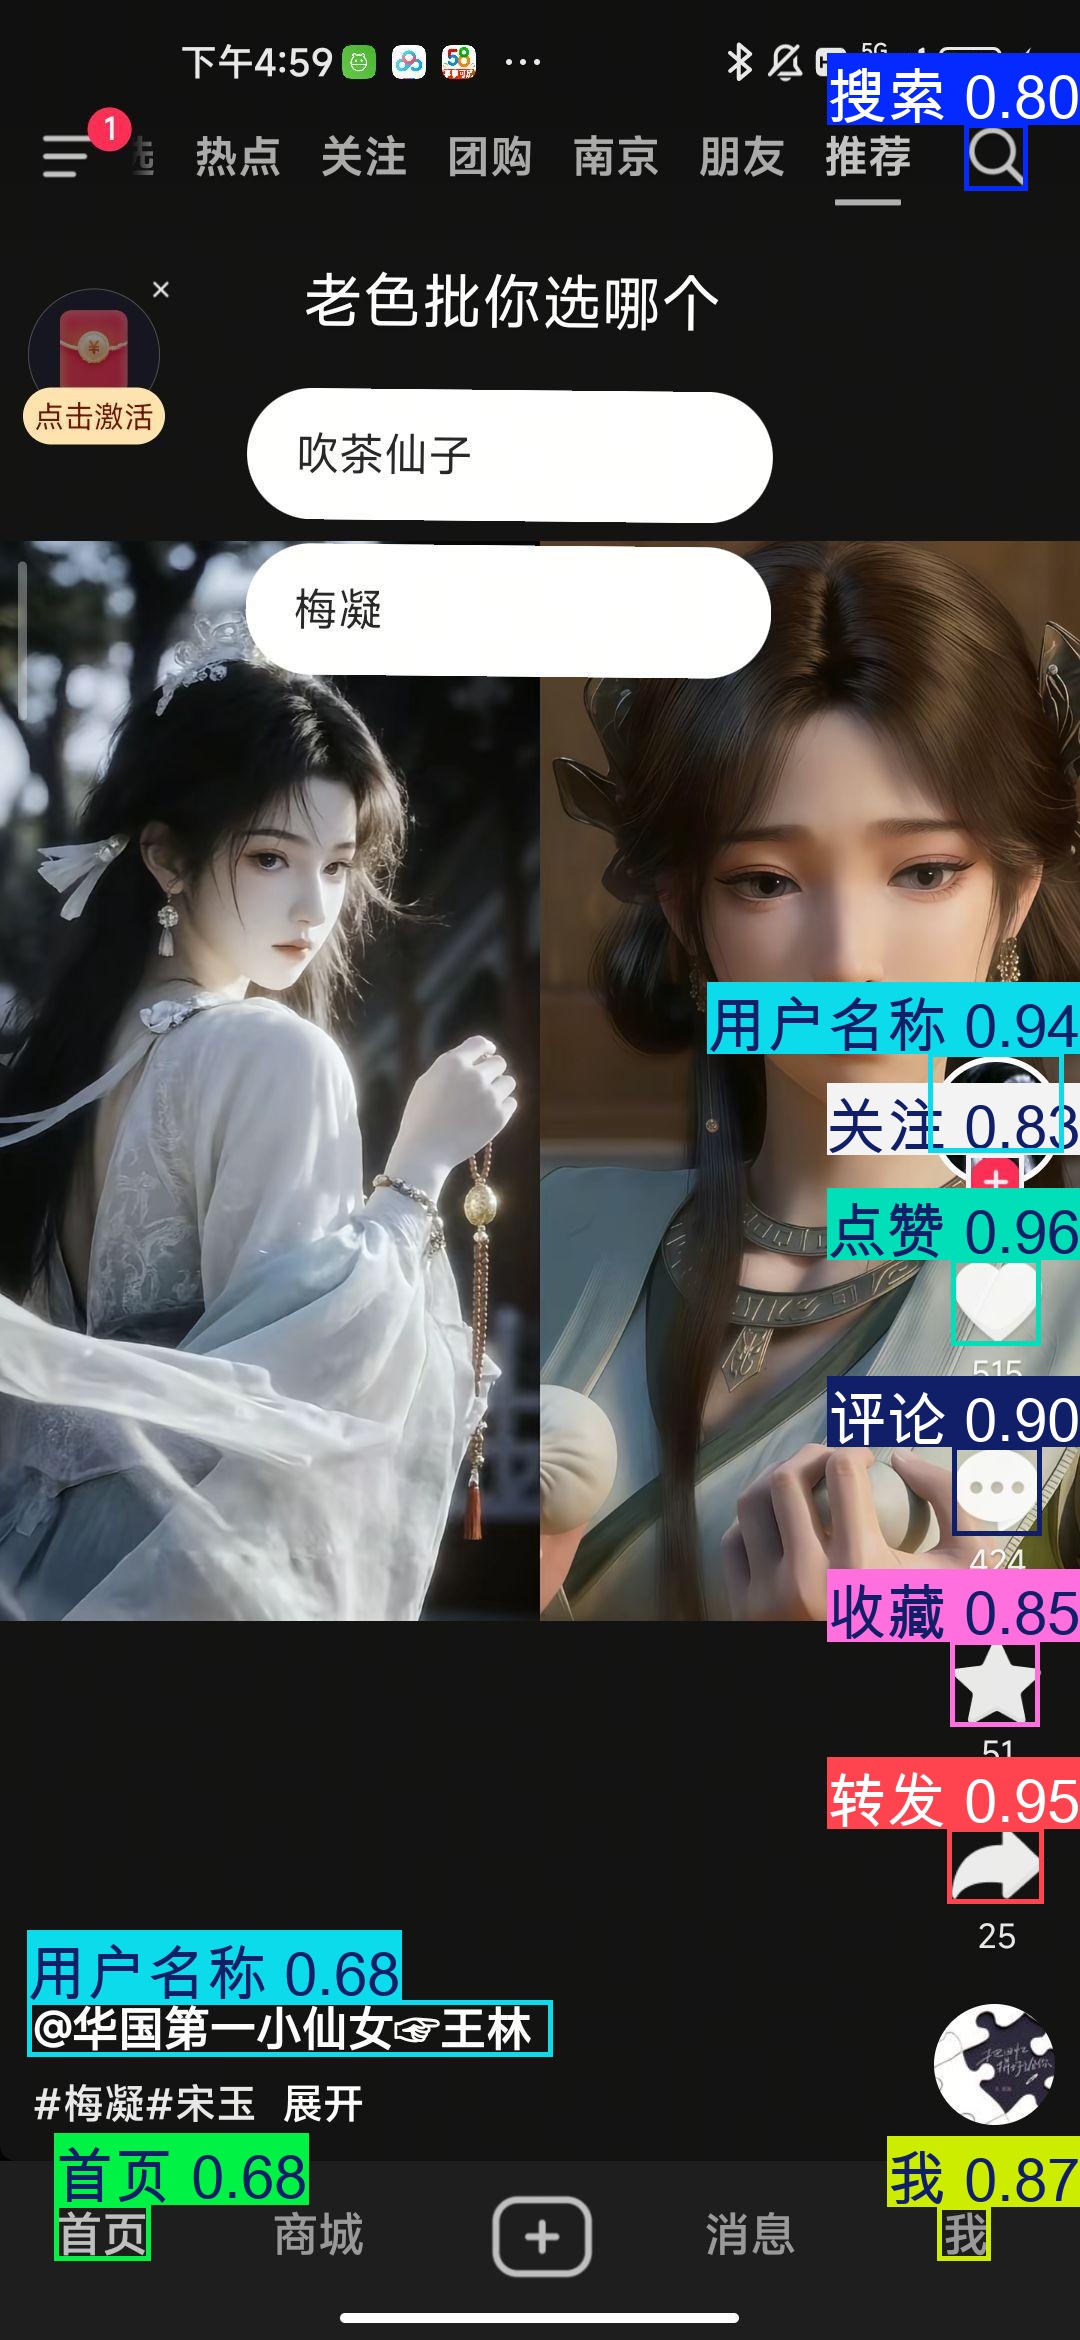 下午4:59
58
5G
搜索 0.80
1
选 热点 关注 团购 南京 朋友 推荐
老色批你选哪个
点击激活
吹茶仙子
梅凝
用户名称 0.94
关注 0.83
点赞 0.96
515
评论 0.90
424
收藏 0.85
51
转发 0.95
25
用户名称 0.68
@华国第一小仙女☞王林
#梅凝#宋玉 展开
首页 0.68
我 0.87
首页 商城 消息 我